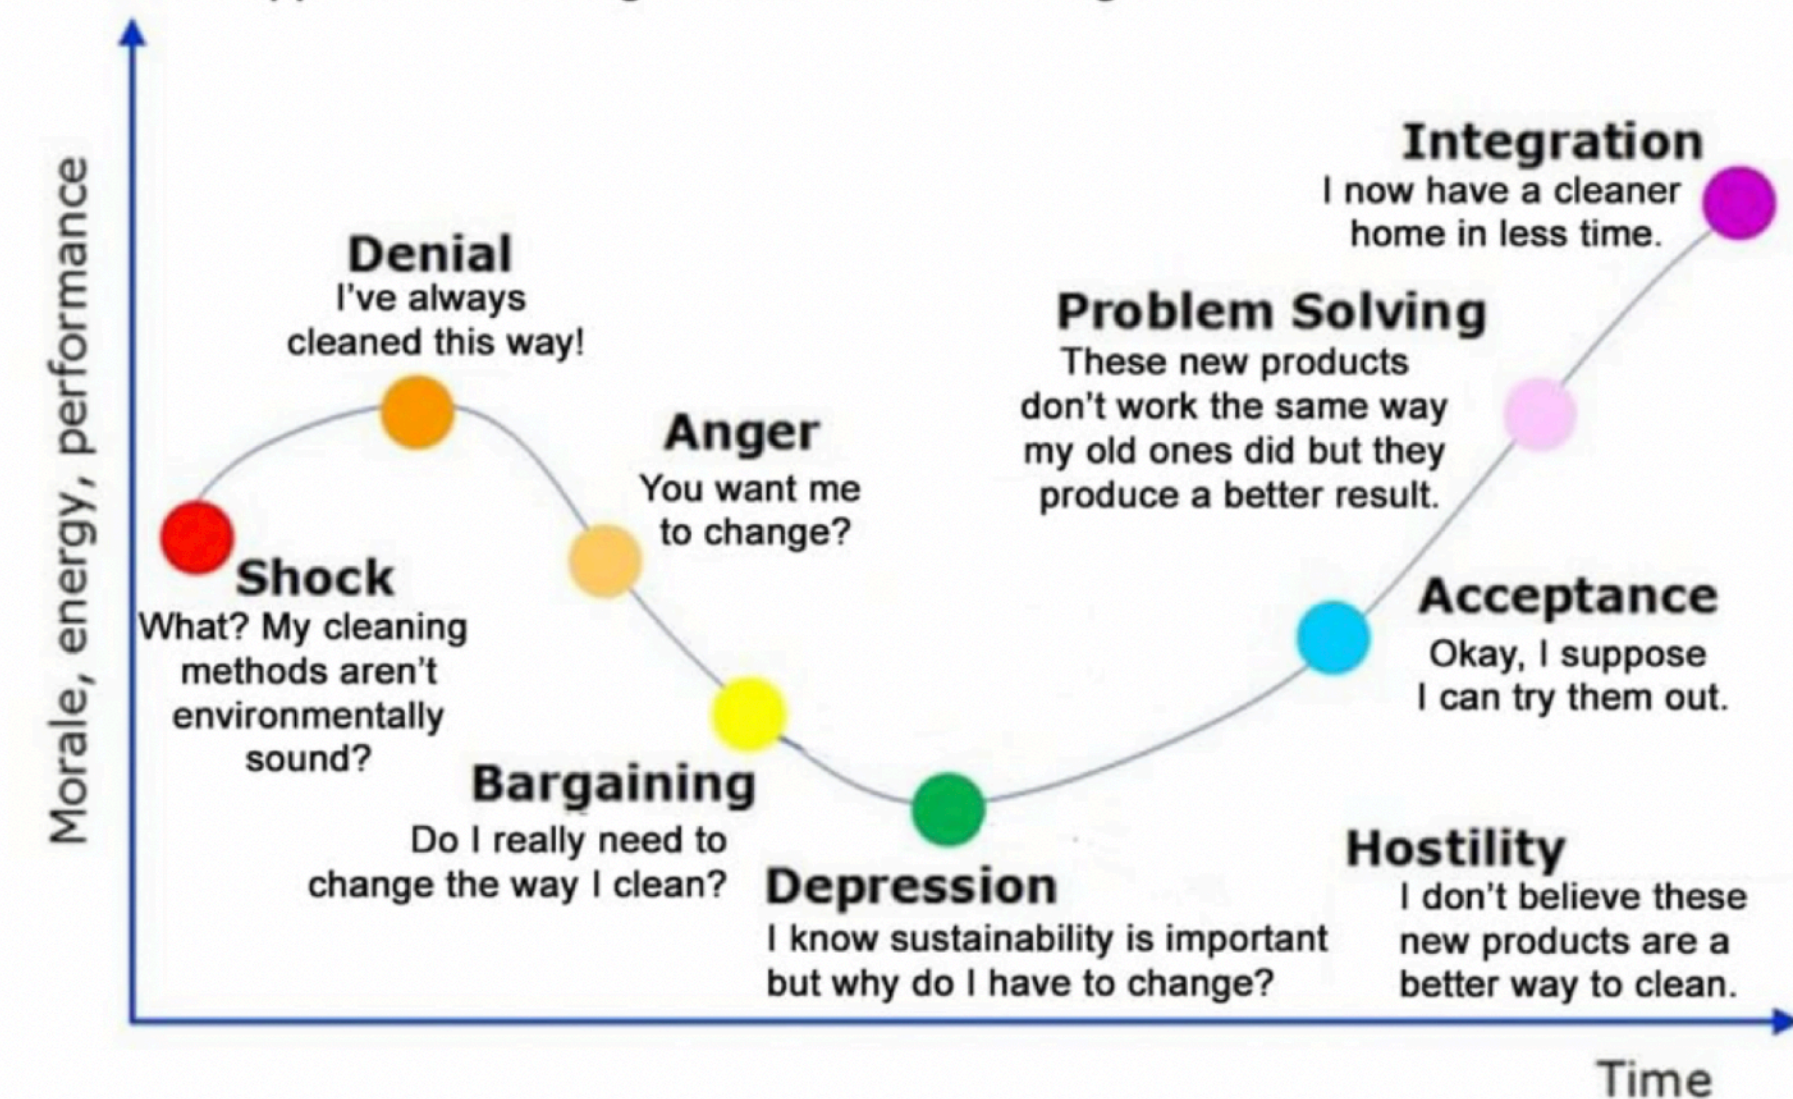 Morale, energy, performance
Denial
I've always
cleaned this way!
Shock
What? My cleaning
methods aren't
environmentally
sound?
Anger
You want me
to change?
Bargaining
Do I really need to
change the way I clean?
Depression
I know sustainability is important
but why do I have to change?
Integration
I now have a cleaner
home in less time.
Problem Solving
These new products
don't work the same way
my old ones did but they
produce a better result.
Acceptance
Okay, I suppose
I can try them out.
Hostility
I don't believe these
new products are a
better way to clean.
Time